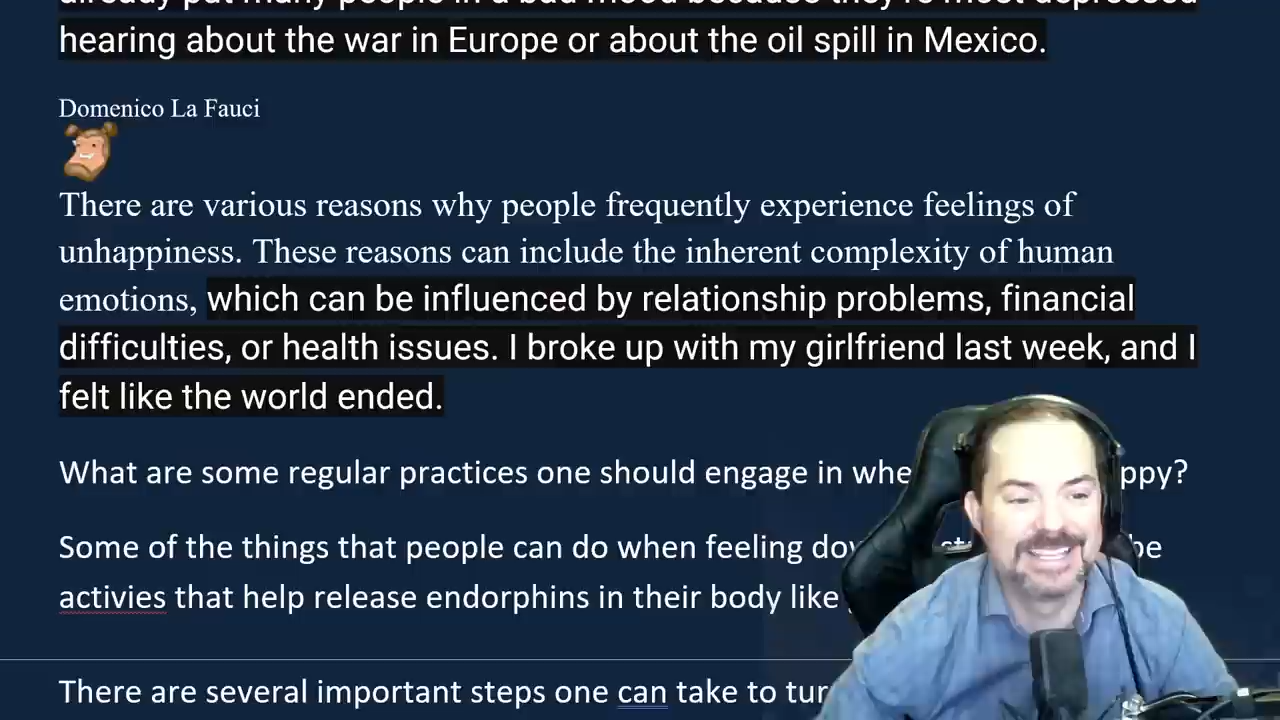 hearing about the war in Europe or about the oil spill in Mexico.
Domenico La Fauci
There are various reasons why people frequently experience feelings of
unhappiness. These reasons can include the inherent complexity of human
emotions, which can be influenced by relationship problems, financial
difficulties, or health issues. I broke up with my girlfriend last week, and I
felt like the world ended.
What are some regular practices one should engage in
Some of the things that people can do when feeling be
activies that help release endorphins in their body like
There are several important steps one can take to